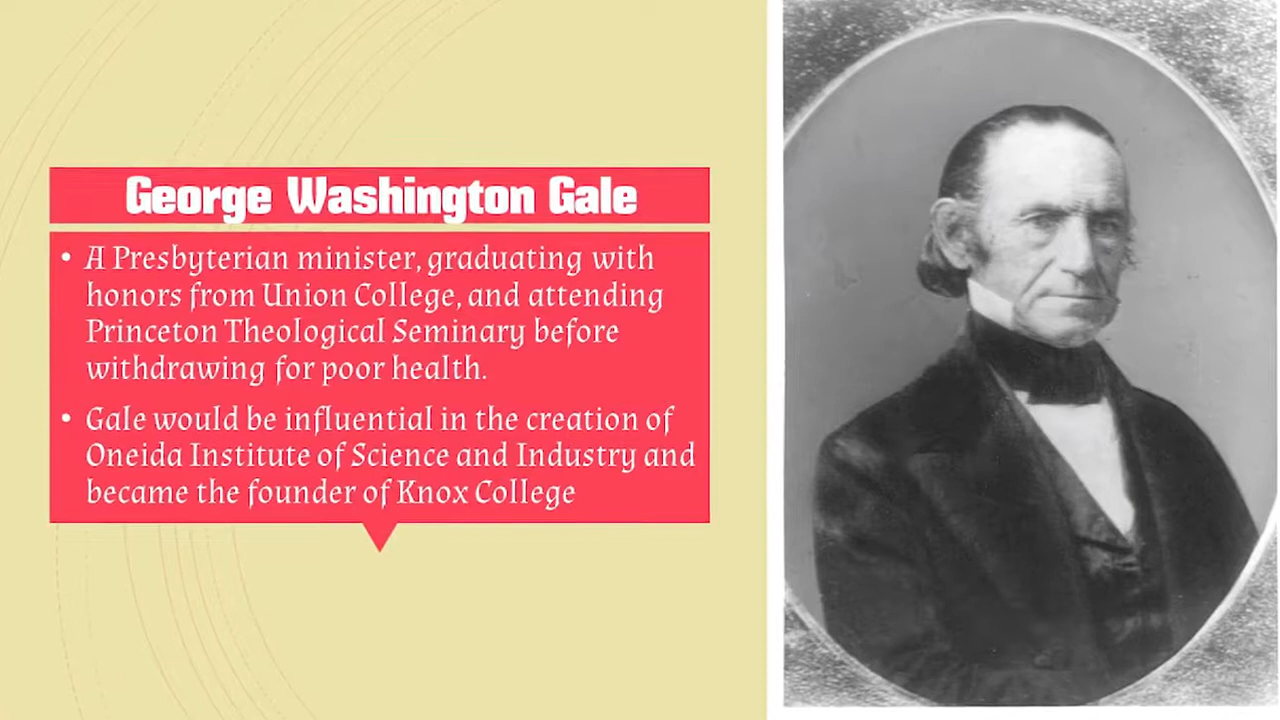 George Washington Gale
• A Presbyterian minister, graduating with
honors from Union College, and attending
Princeton Theological Seminary before
withdrawing for poor health.
• Gale would be influential in the creation of
Oneida Institute of Science and Industry and
became the founder of Knox College